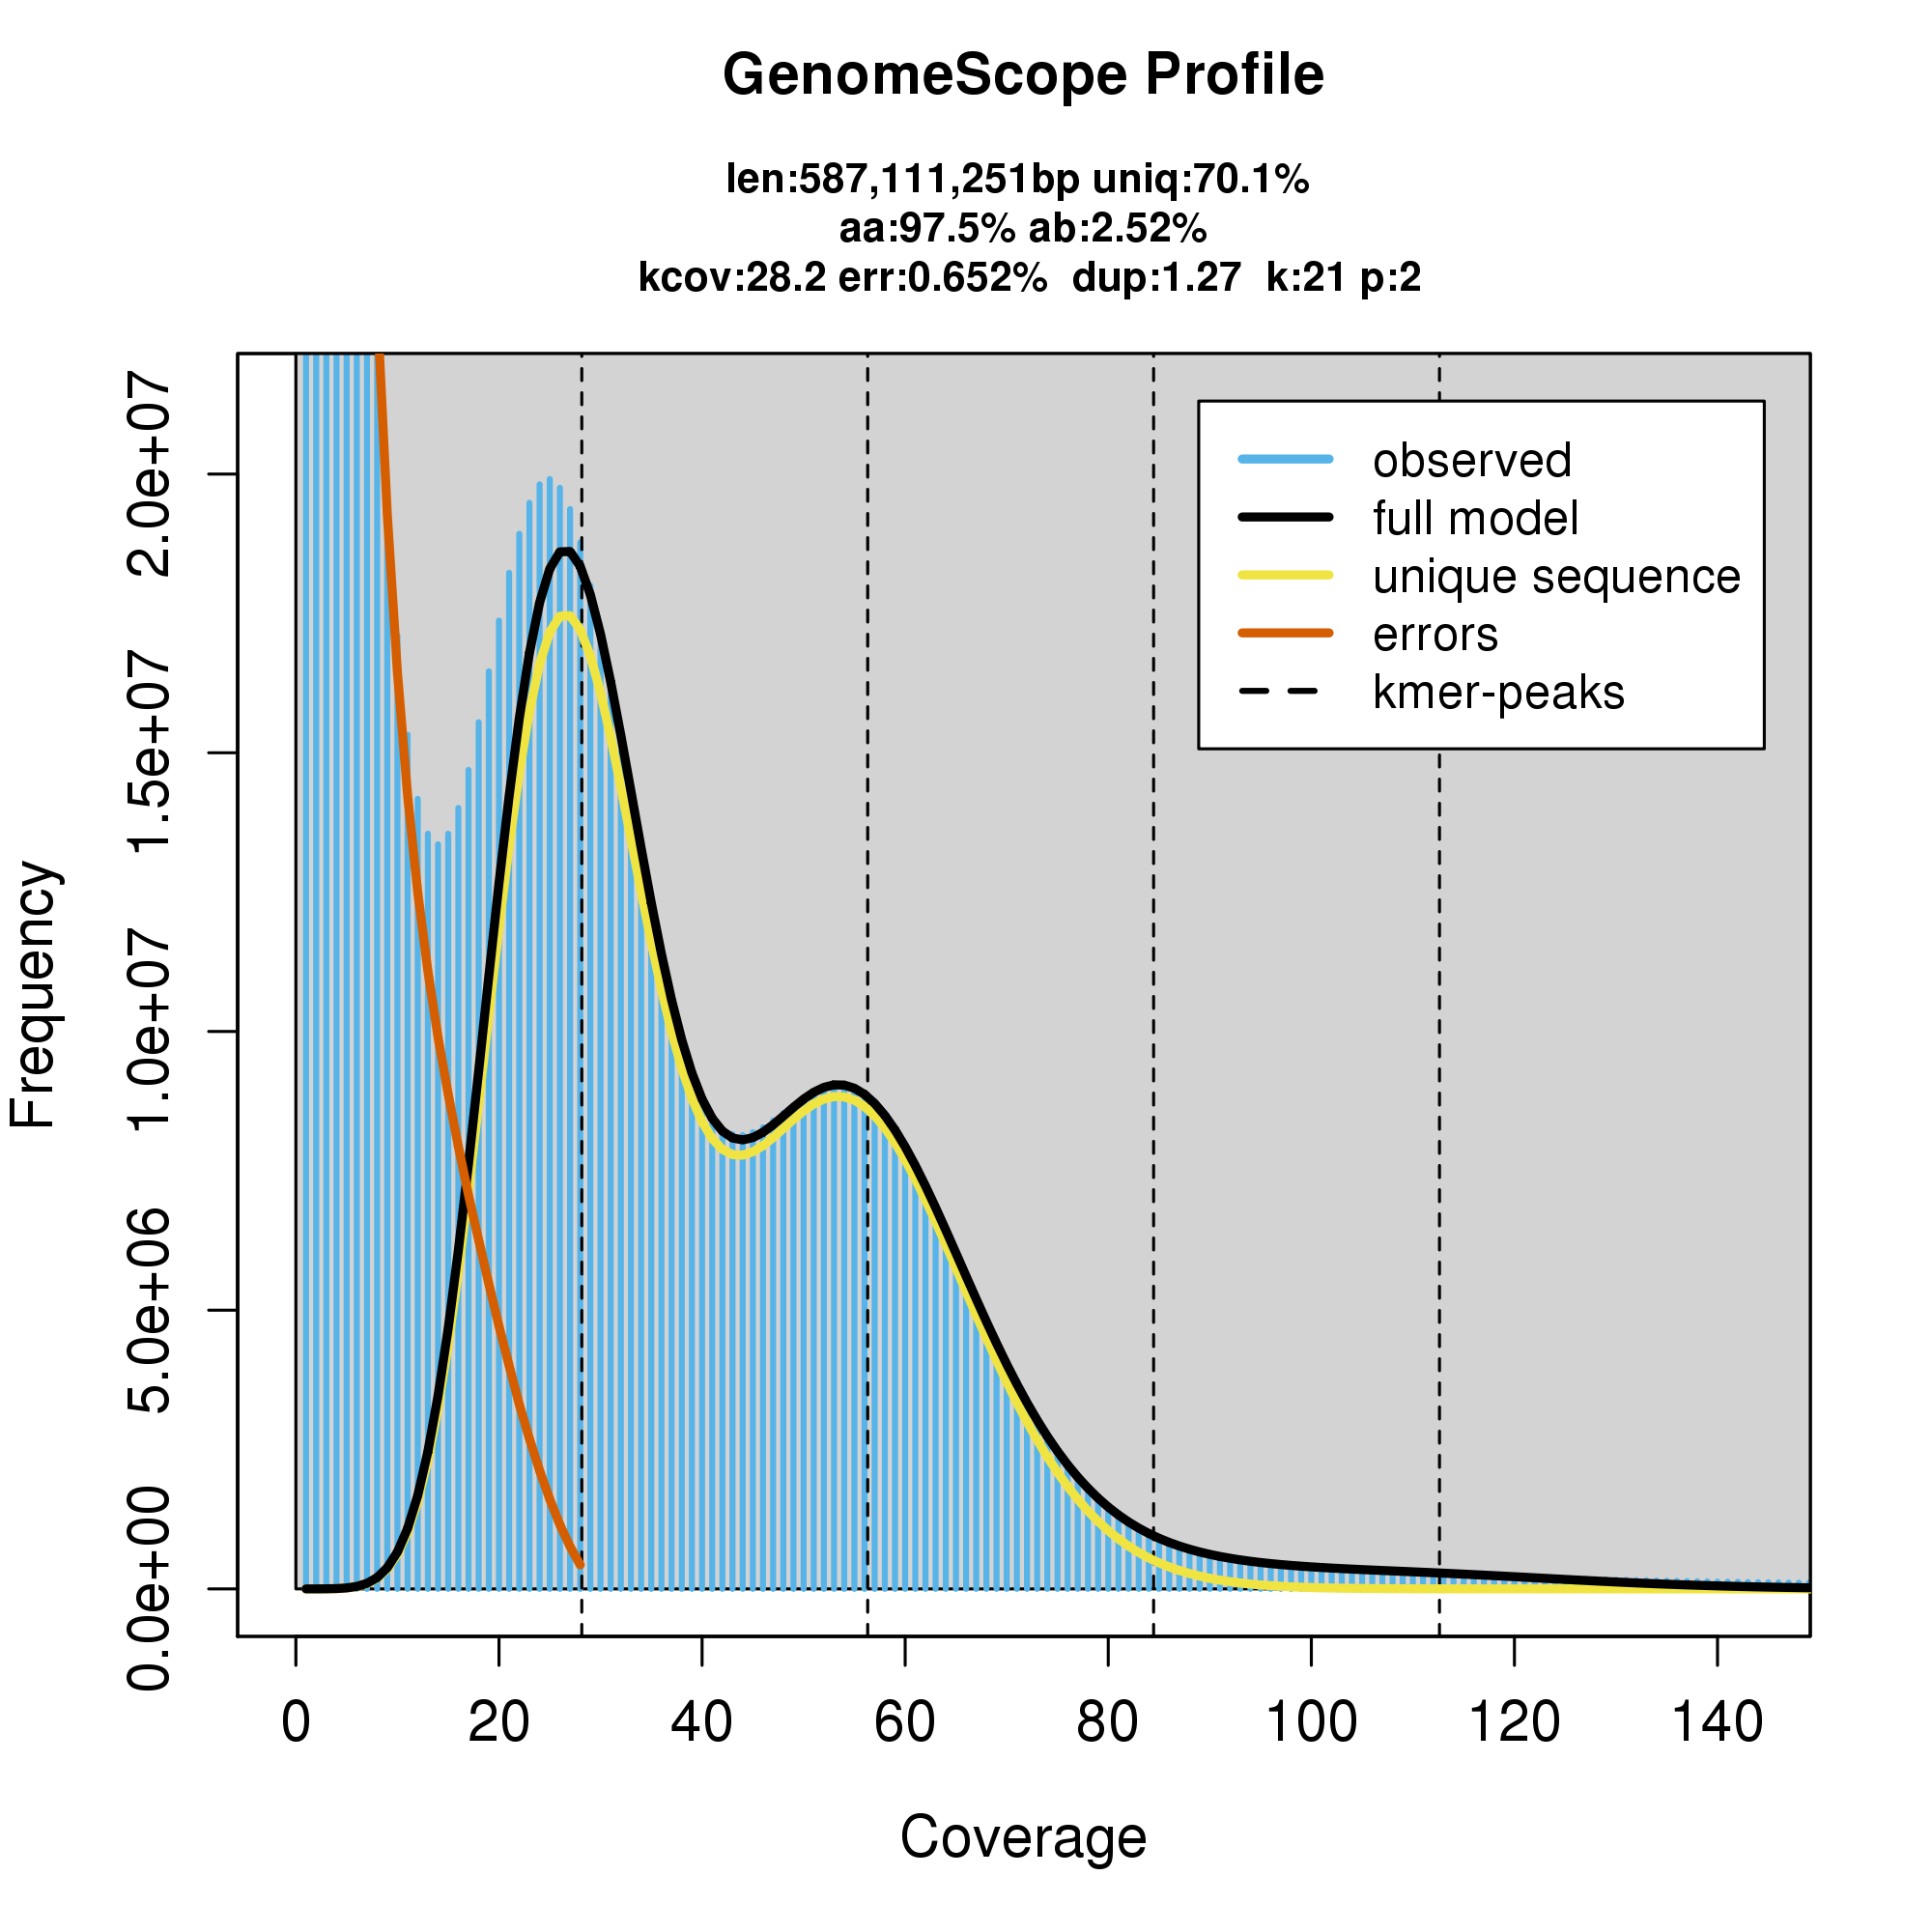 GenomeScope Profile
len:587,111,251bp uniq:70.1%
aa:97.5% ab:2.52%
kcov:28.2 err:0.652% dup:1.27 k:21 p:2
observed
full model
unique sequence
errors
kmer-peaks
Frequency
2.0e+07
1.5e+07
1.0e+07
5.0e+06
0.0e+00
0 20 40 60 80 100 120 140
Coverage